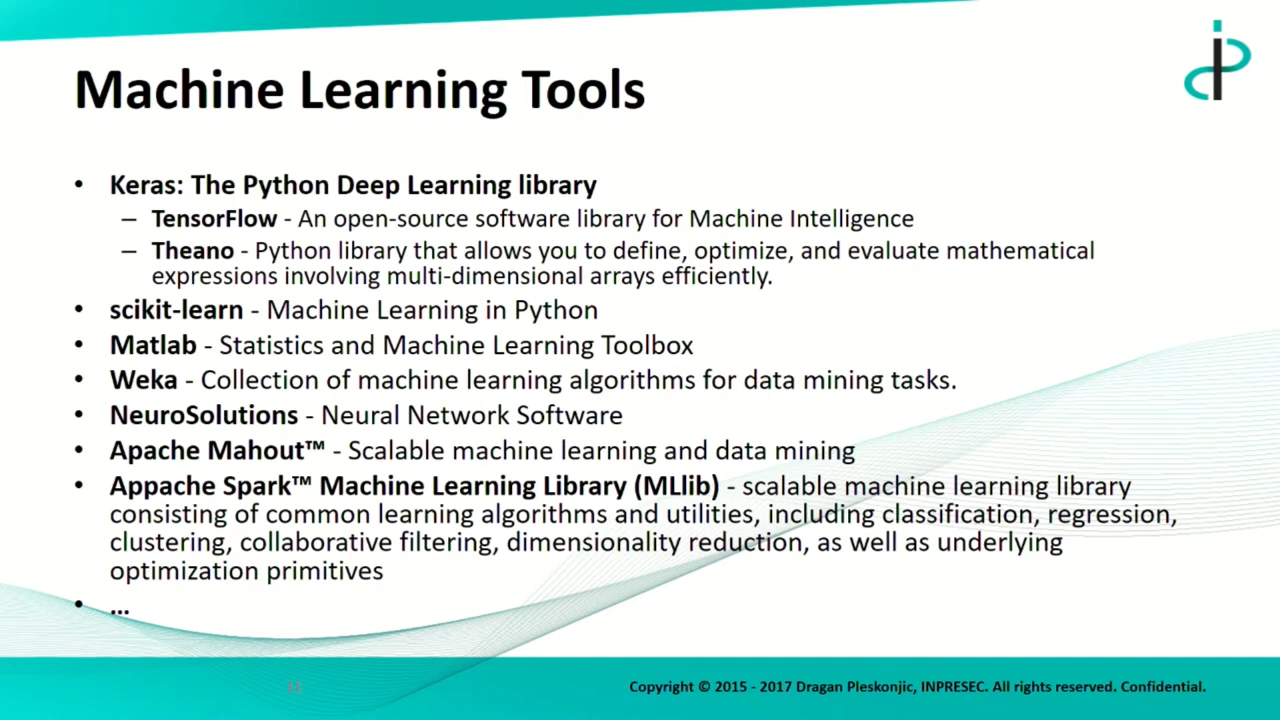 Machine Learning Tools
• Keras: The Python Deep Learning library
– TensorFlow - An open-source software library for Machine Intelligence
– Theano - Python library that allows you to define, optimize, and evaluate mathematical
expressions involving multi-dimensional arrays efficiently.
• scikit-learn - Machine Learning in Python
• Matlab - Statistics and Machine Learning Toolbox
• Weka - Collection of machine learning algorithms for data mining tasks.
• NeuroSolutions - Neural Network Software
• Apache Mahout™ - Scalable machine learning and data mining
• Appache Spark™ Machine Learning Library (MLlib) - scalable machine learning library
consisting of common learning algorithms and utilities, including classification, regression,
clustering, collaborative filtering, dimensionality reduction, as well as underlying
optimization primitives
• ...
11
Copyright © 2015 - 2017 Dragan Pleskonjic, INPRESEC. All rights reserved. Confidential.